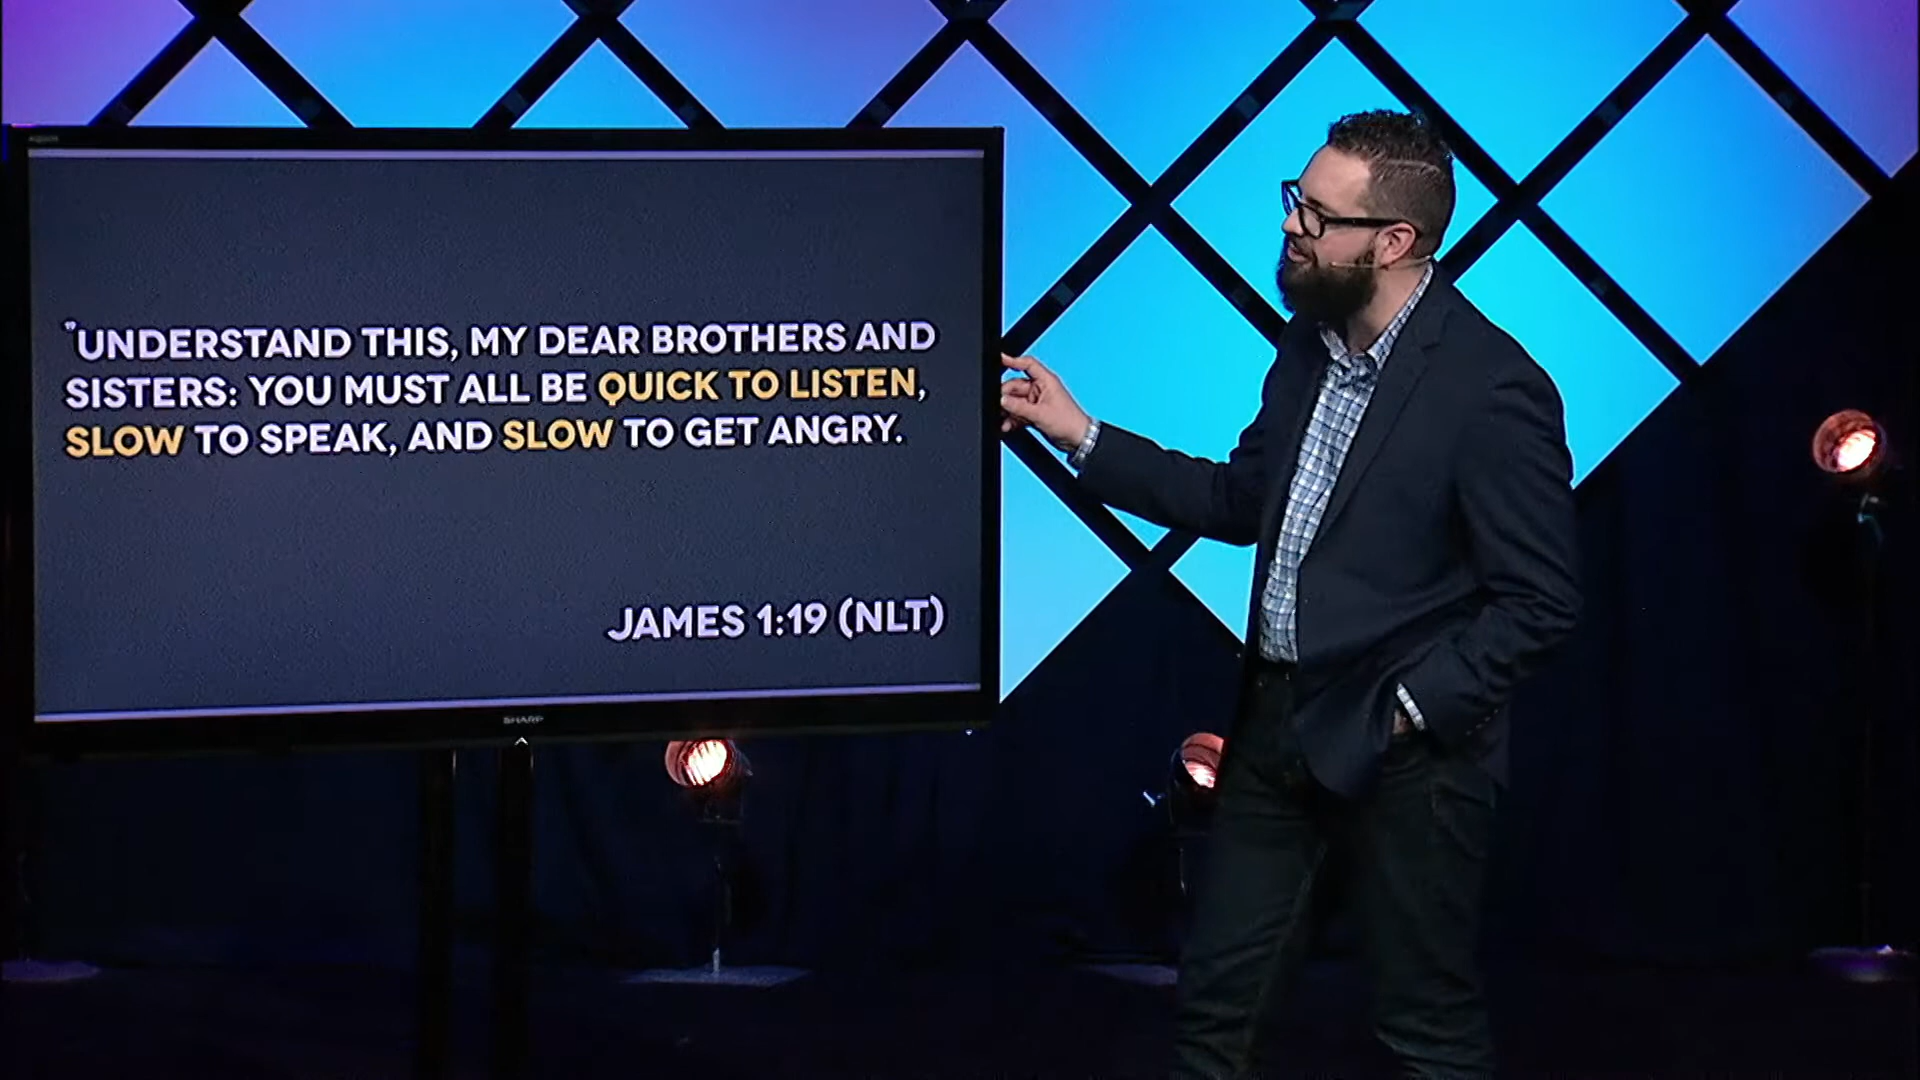 "UNDERSTAND THIS, MY DEAR BROTHERS AND
SISTERS: YOU MUST ALL BE QUICK TO LISTEN,
SLOW TO SPEAK, AND SLOW TO GET ANGRY.
JAMES 1:19 (NLT)
SHARP